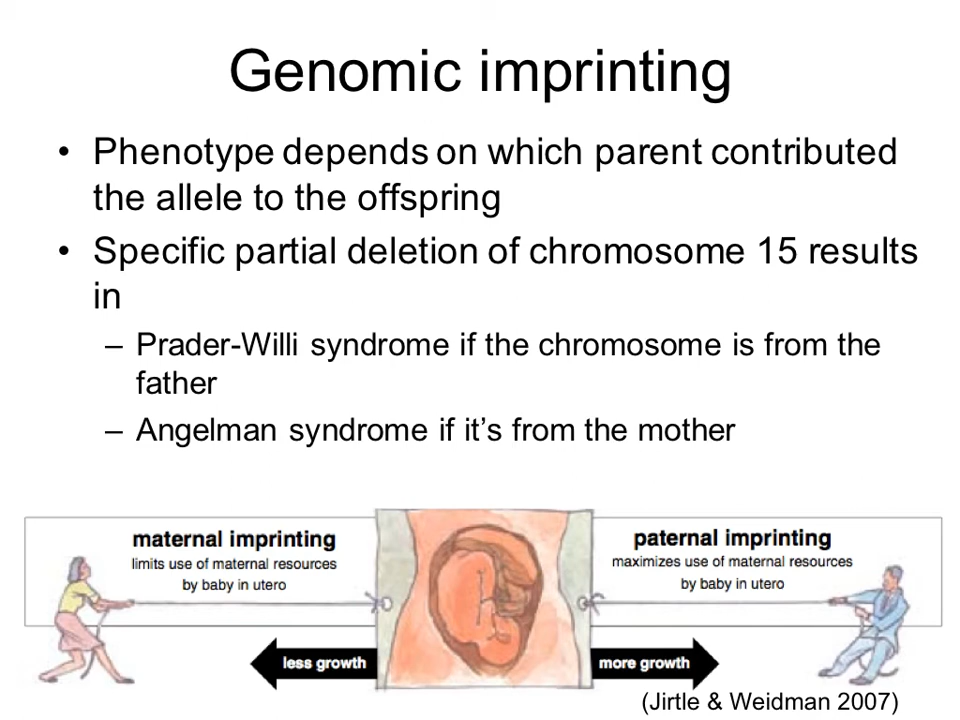 Genomic imprinting
• Phenotype depends on which parent contributed
the allele to the offspring
• Specific partial deletion of chromosome 15 results
in
– Prader-Willi syndrome if the chromosome is from the
father
– Angelman syndrome if it's from the mother
maternal imprinting
limits use of maternal resources
by baby in utero
paternal imprinting
maximizes use of maternal resources
by baby in utero
less growth
more growth
(Jirtle & Weidman 2007)